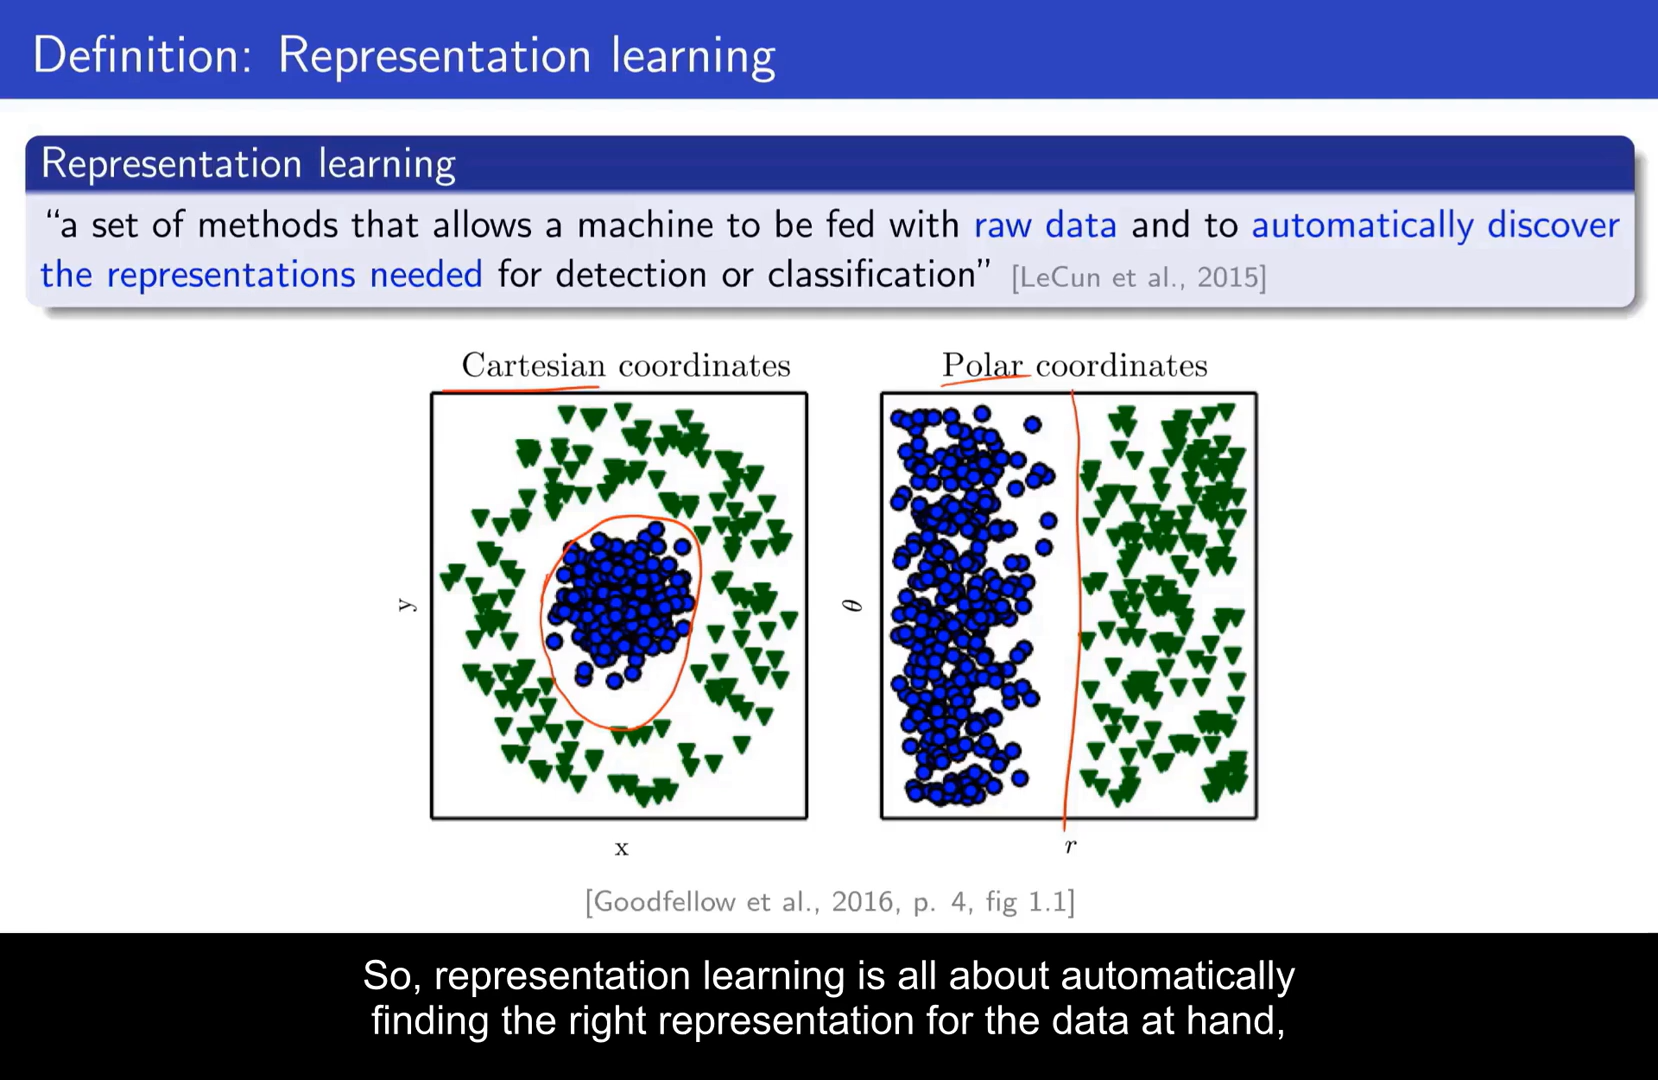 Definition: Representation learning
Representation learning
“a set of methods that allows a machine to be fed with raw data and to automatically discover
the representations needed for detection or classification” [LeCun et al., 2015]
Cartesian coordinates
Polar coordinates
y
x
θ
r
[Goodfellow et al., 2016, p. 4, fig 1.1]
So, representation learning is all about automatically
finding the right representation for the data at hand,